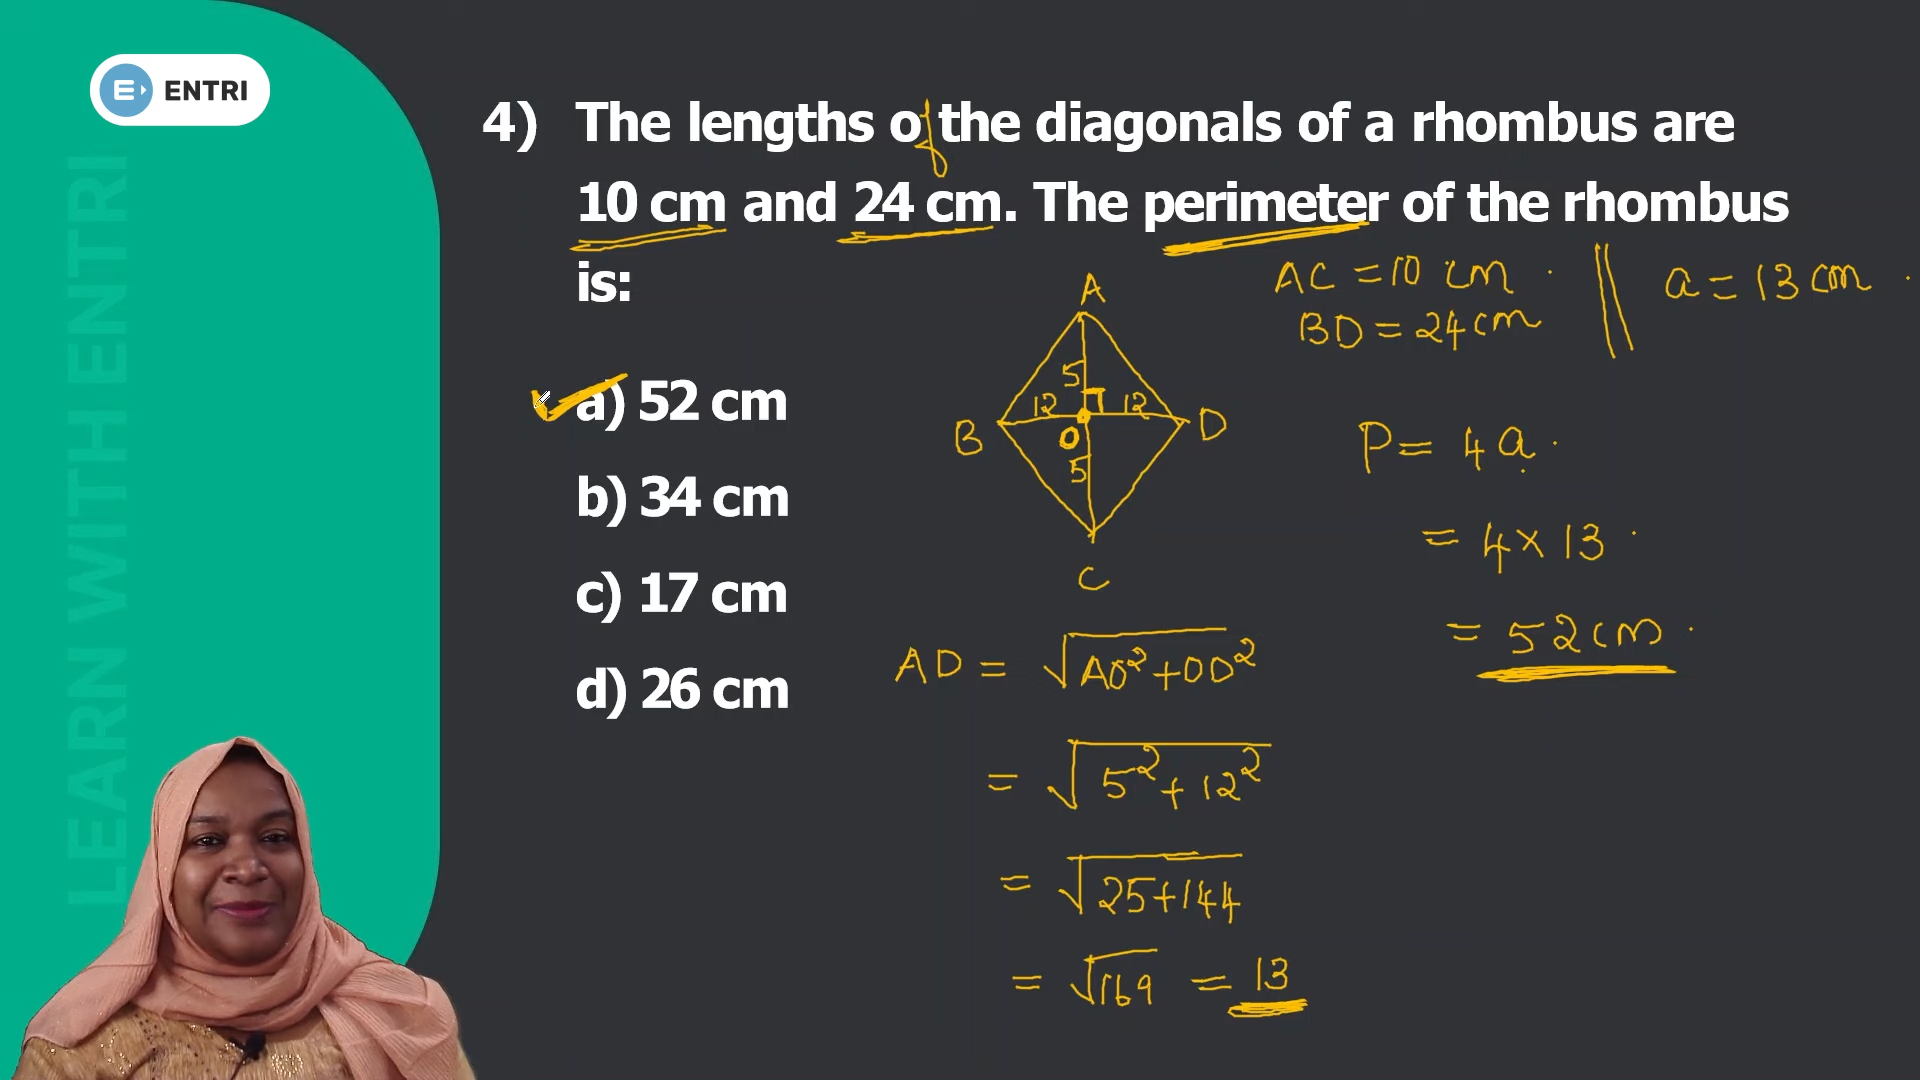 ENTRI
LEARN WITH ENTRI
4) The lengths of the diagonals of a rhombus are
10 cm and 24 cm. The perimeter of the rhombus
is:
a) 52 cm
b) 34 cm
c) 17 cm
d) 26 cm
A
B
D
C
O
5
12
12
5
AC = 10 cm
BD = 24 cm
a = 13 cm
P = 4a
= 4 × 13
= 52 cm
AD = √AO² + OD²
= √5² + 12²
= √25 + 144
= √169 = 13